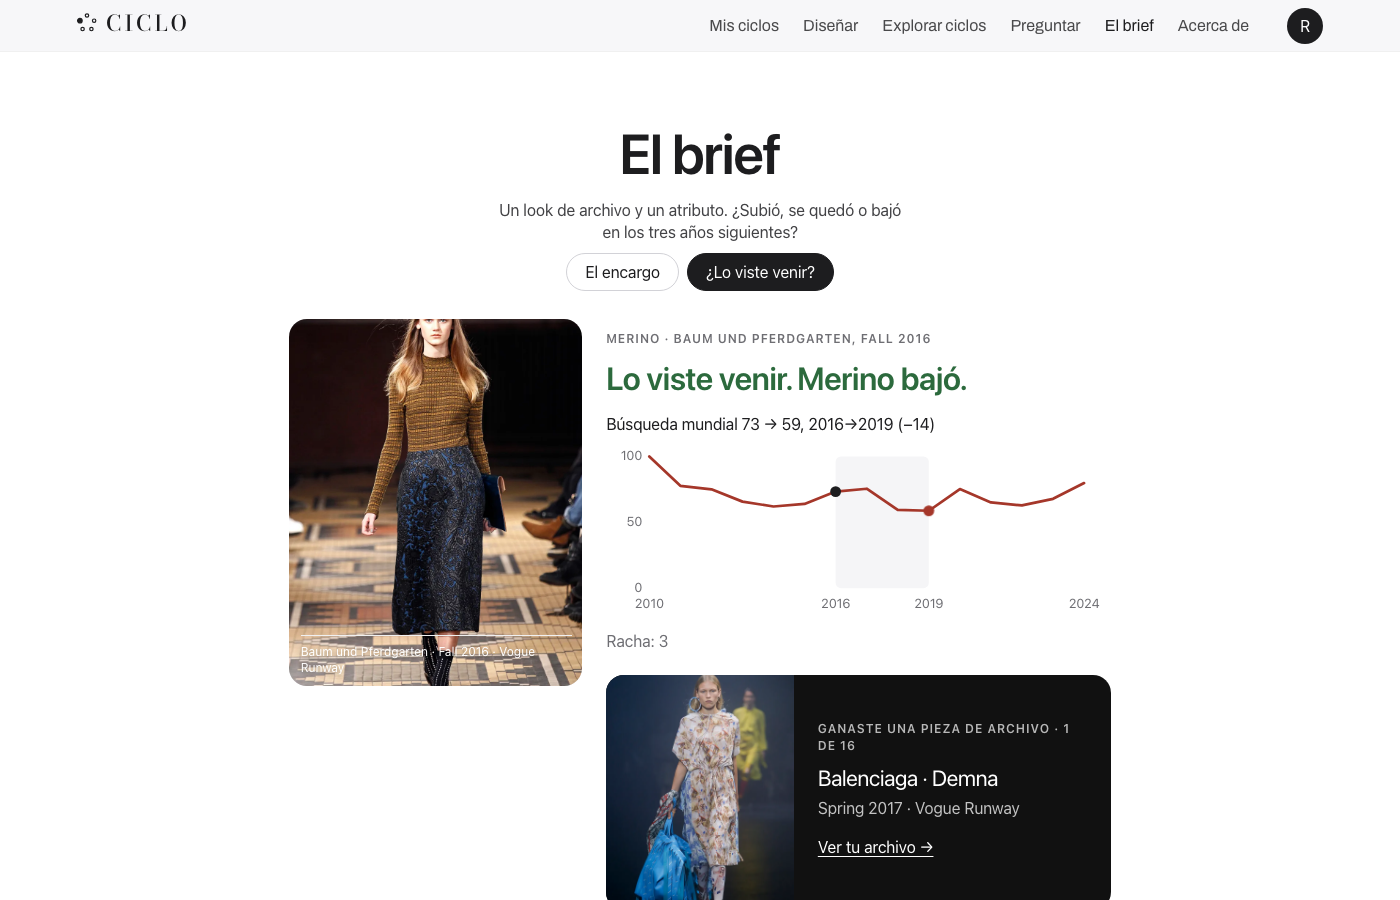 CICLO
Mis ciclos
Diseñar
Explorar ciclos
Preguntar
El brief
Acerca de
R
El brief
Un look de archivo y un atributo. ¿Subió, se quedó o bajó
en los tres años siguientes?
El encargo
¿Lo viste venir?
Baum und Pferdgarten · Fall 2016 · Vogue
Runway
MERINO · BAUM UND PFERDGARTEN, FALL 2016
Lo viste venir. Merino bajó.
Búsqueda mundial 73 → 59, 2016→2019 (−14)
100
50
0
2010
2016
2019
2024
Racha: 3
GANASTE UNA PIEZA DE ARCHIVO · 1
DE 16
Balenciaga · Demna
Spring 2017 · Vogue Runway
Ver tu archivo →